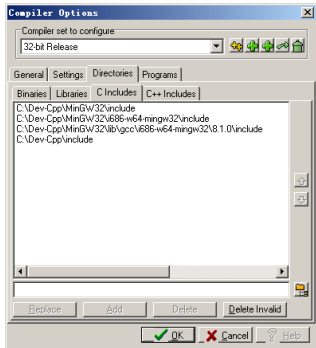 Compiler Options
Compiler set to configure
32-bit Release
General Settings Directories Programs
Binaries Libraries C Includes C++ Includes
C:\Dev-Cpp\MinGW32\include
C:\Dev-Cpp\MinGW32\i686-w64-mingw32\include
C:\Dev-Cpp\MinGW32\lib\gcc\i686-w64-mingw32\8.1.0\include
C:\Dev-Cpp\include
Replace Add Delete Delete Invalid
OK Cancel Help